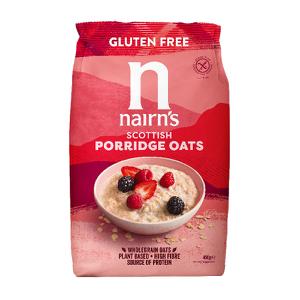 GLUTEN FREE
n
nairn's
SCOTTISH
PORRIDGE OATS
WHOLEGRAIN OATS
PLANT BASED • HIGH FIBRE
SOURCE OF PROTEIN